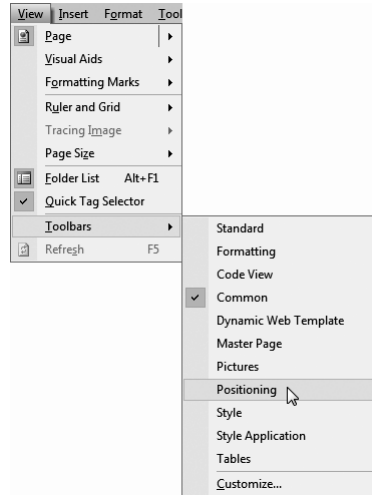 View Insert Format Tool
Page
Visual Aids
Formatting Marks
Ruler and Grid
Tracing Image
Page Size
Folder List Alt+F1
Quick Tag Selector
Toolbars
Refresh F5
Standard
Formatting
Code View
Common
Dynamic Web Template
Master Page
Pictures
Positioning
Style
Style Application
Tables
Customize...